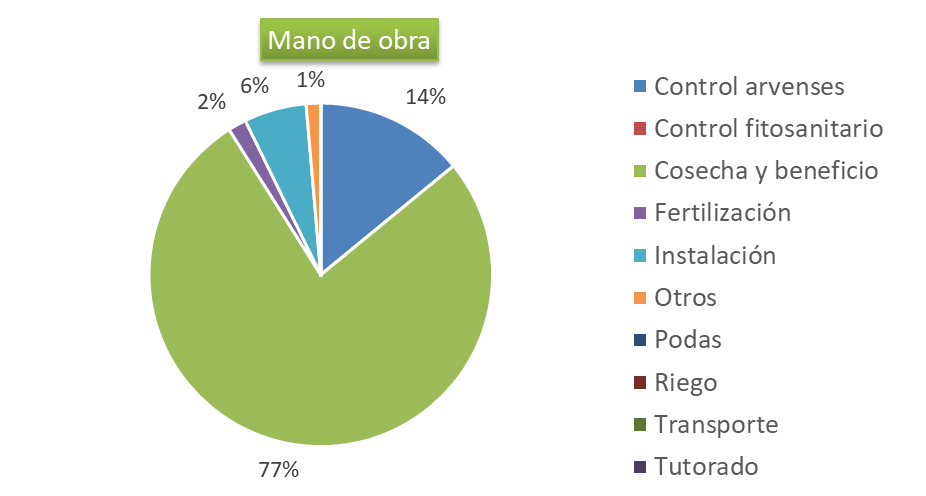 Mano de obra
1%
6%
2%
14%
77%
Control arvenses
Control fitosanitario
Cosecha y beneficio
Fertilización
Instalación
Otros
Podas
Riego
Transporte
Tutorado